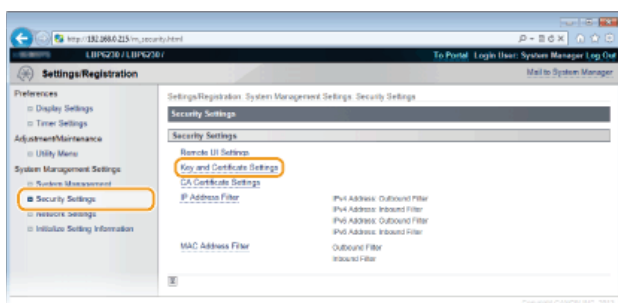 http://192.168.0.215/m_security.html
LBP6230 / LBP6230 /
To Portal Login User: System Manager Log Out
Settings/Registration
Mail to System Manager
Preferences
Display Settings
Timer Settings
Adjustment/Maintenance
Utility Menu
System Management Settings
System Management
Security Settings
Network Settings
Initialize Setting Information
Settings/Registration: System Management Settings: Security Settings
Security Settings
Security Settings
Remote UI Settings
Key and Certificate Settings
CA Certificate Settings
IP Address Filter
IPv4 Address: Outbound Filter
IPv4 Address: Inbound Filter
IPv6 Address: Outbound Filter
IPv6 Address: Inbound Filter
MAC Address Filter
Outbound Filter
Inbound Filter